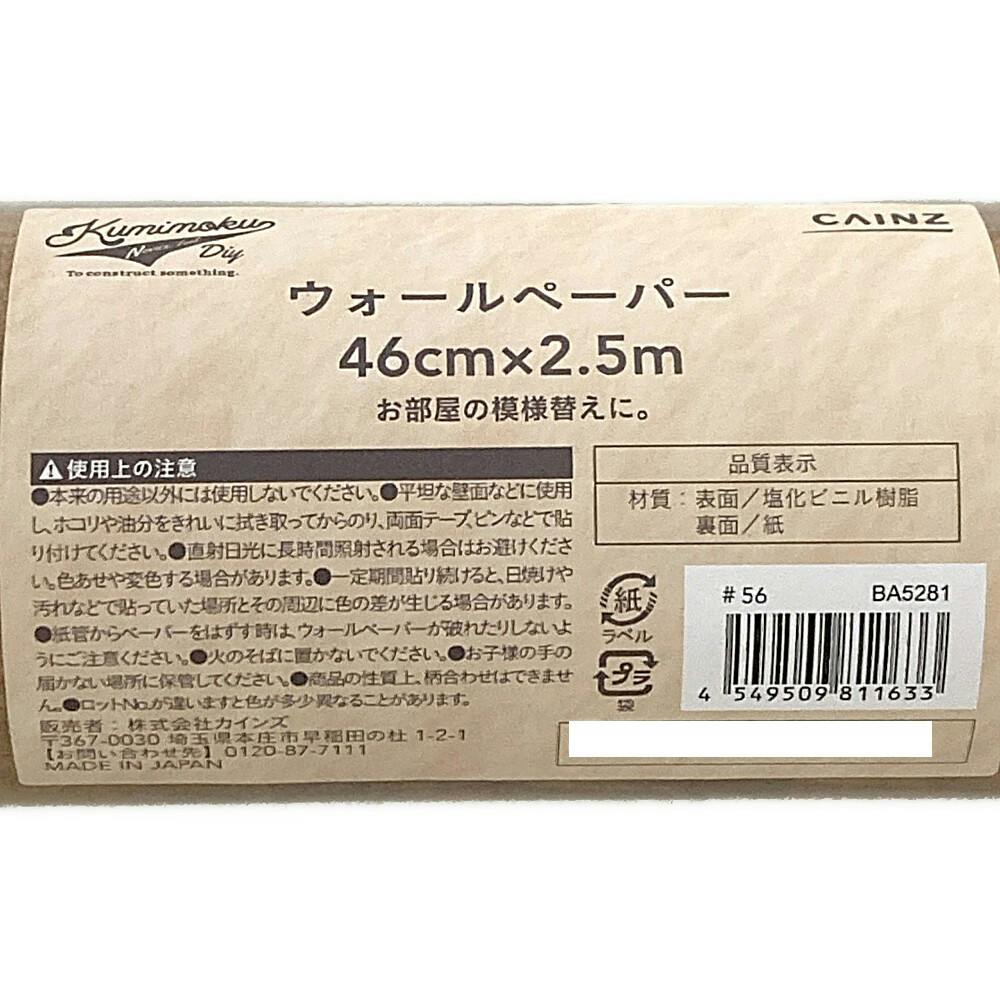 Kumimoku
Diy
To construct something.
CAINZ
ウォールペーパー
46cm×2.5m
お部屋の模様替えに。
使用上の注意
●本来の用途以外には使用しないでください。●平坦な壁面などに使用
し、ホコリや油分をきれいに拭き取ってからのり、両面テープ、ピンなどで貼
り付けてください。●直射日光に長時間照射される場合はお避けくださ
い。色あせや変色する場合があります。●一定期間貼り続けると、日焼けや
汚れなどで貼っていた場所とその周辺に色の差が生じる場合があります。
●紙管からペーパーをはずす時は、ウォールペーパーが破れたりしないよ
うにご注意ください。●火のそばに置かないでください。●お子様の手の
届かない場所に保管してください。●商品の性質上、柄合わせはできませ
ん。●ロットNo.が違いますと色が多少異なることがあります。
販売者:株式会社カインズ
〒367-0030 埼玉県本庄市早稲田の杜 1-2-1
【お問い合わせ先】0120-87-7111
MADE IN JAPAN
品質表示
材質:表面/塩化ビニル樹脂
裏面/紙
紙
ラベル
プラ
袋
#56 BA5281
4 549509 811633